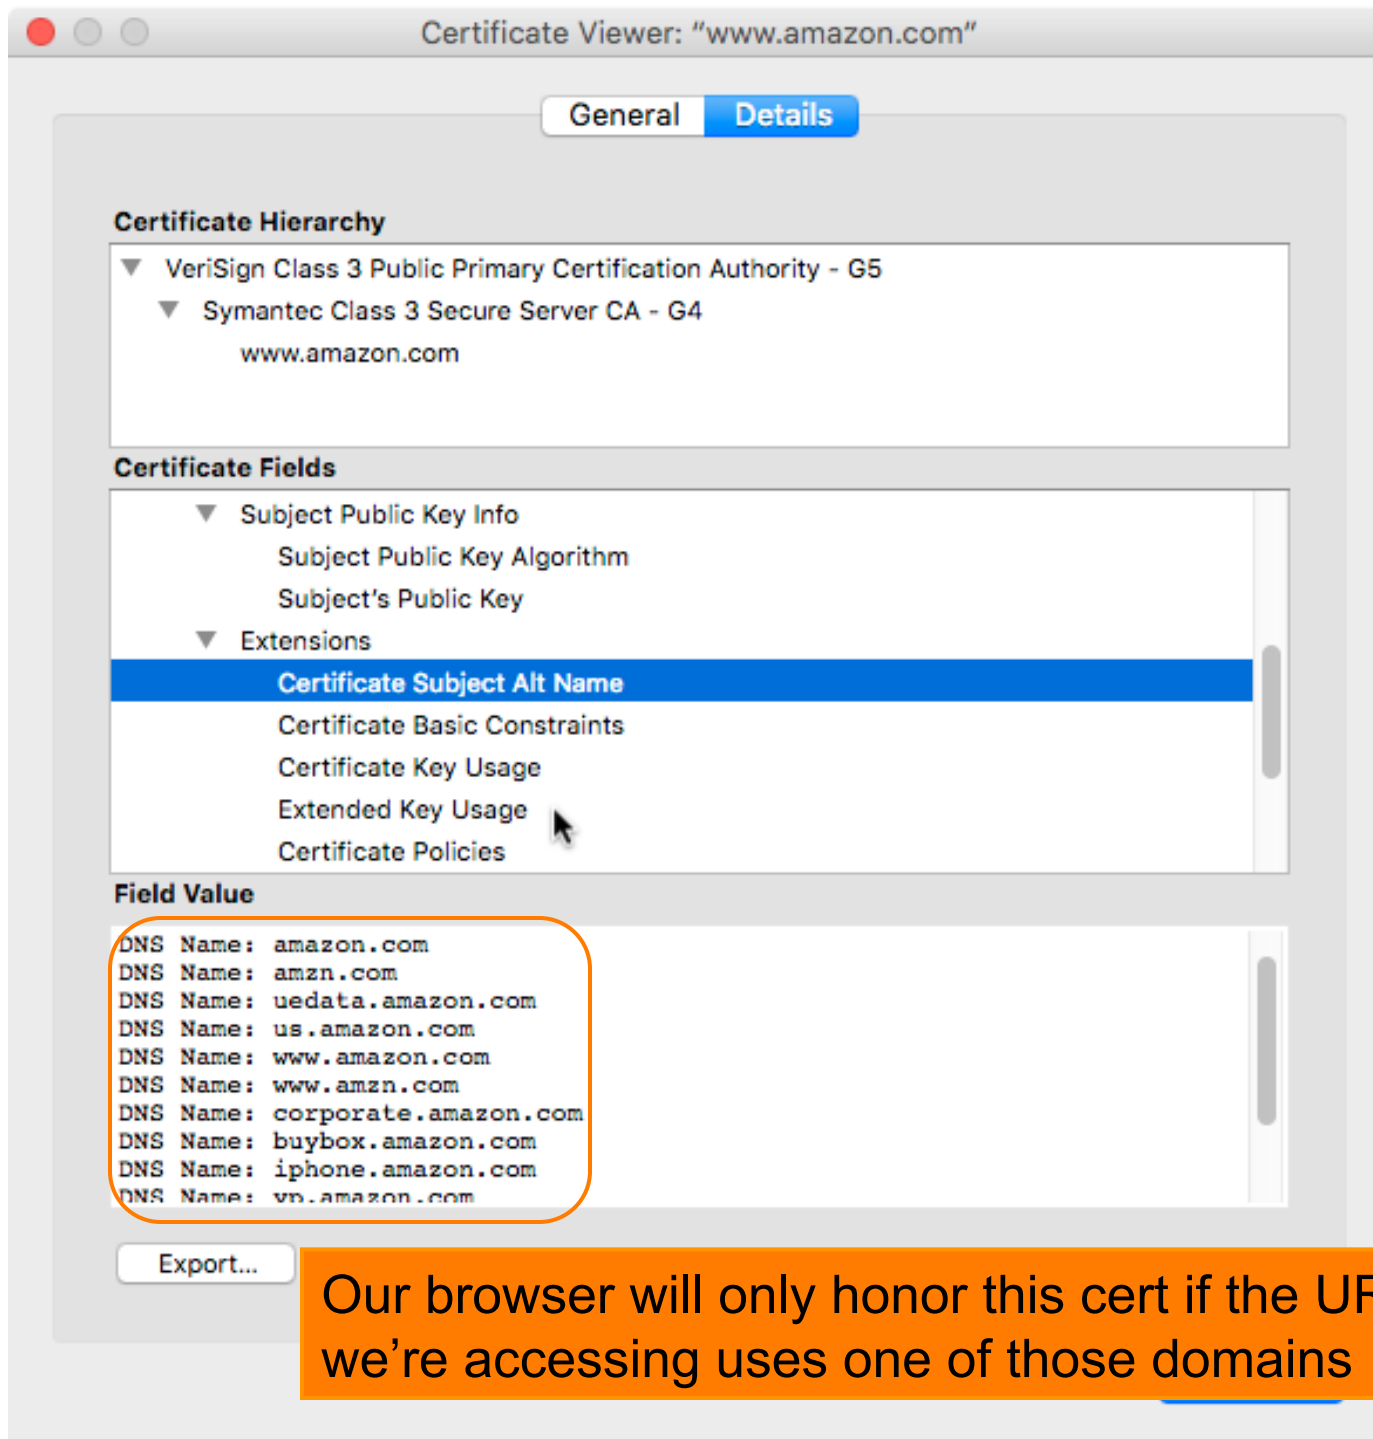 Certificate Viewer: “www.amazon.com”
General Details
Certificate Hierarchy
VeriSign Class 3 Public Primary Certification Authority - G5
Symantec Class 3 Secure Server CA - G4
www.amazon.com
Certificate Fields
Subject Public Key Info
Subject Public Key Algorithm
Subject's Public Key
Extensions
Certificate Subject Alt Name
Certificate Basic Constraints
Certificate Key Usage
Extended Key Usage
Certificate Policies
Field Value
DNS Name: amazon.com
DNS Name: amzn.com
DNS Name: uedata.amazon.com
DNS Name: us.amazon.com
DNS Name: www.amazon.com
DNS Name: www.amzn.com
DNS Name: corporate.amazon.com
DNS Name: buybox.amazon.com
DNS Name: iphone.amazon.com
DNS Name: yp.amazon.com
Export...
Our browser will only honor this cert if the
we’re accessing uses one of those domains